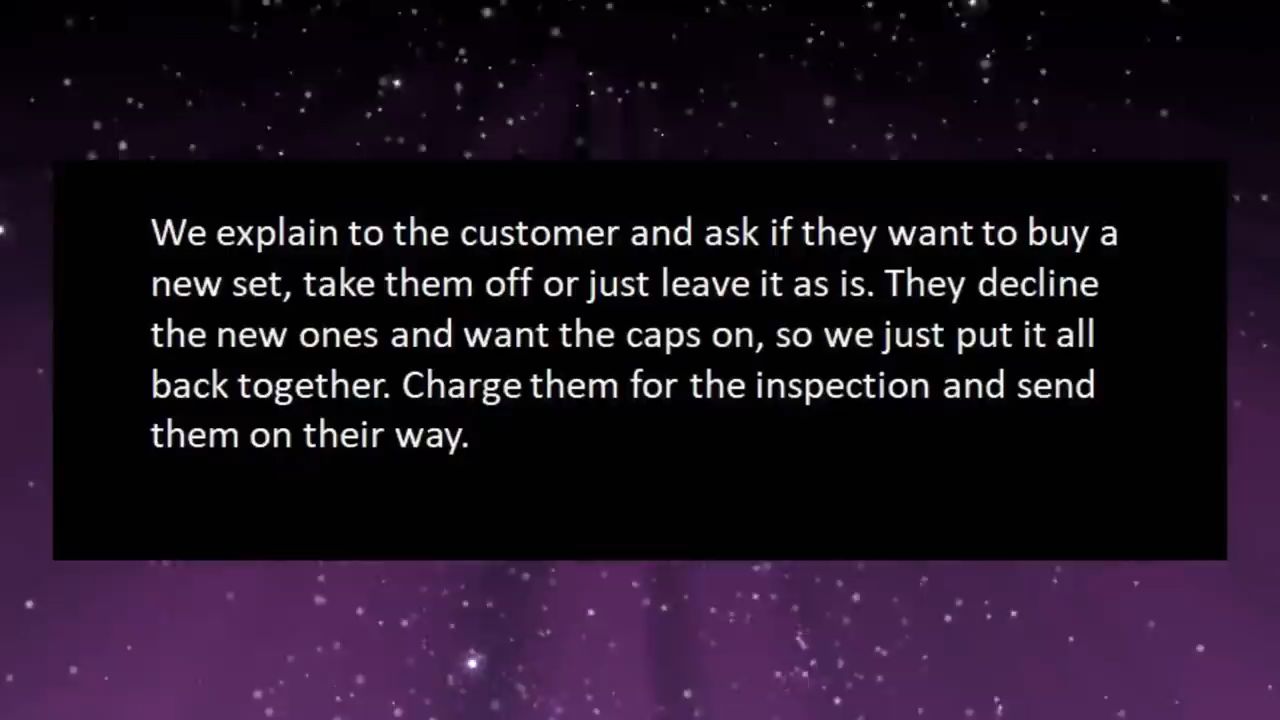 We explain to the customer and ask if they want to buy a
new set, take them off or just leave it as is. They decline
the new ones and want the caps on, so we just put it all
back together. Charge them for the inspection and send
them on their way.